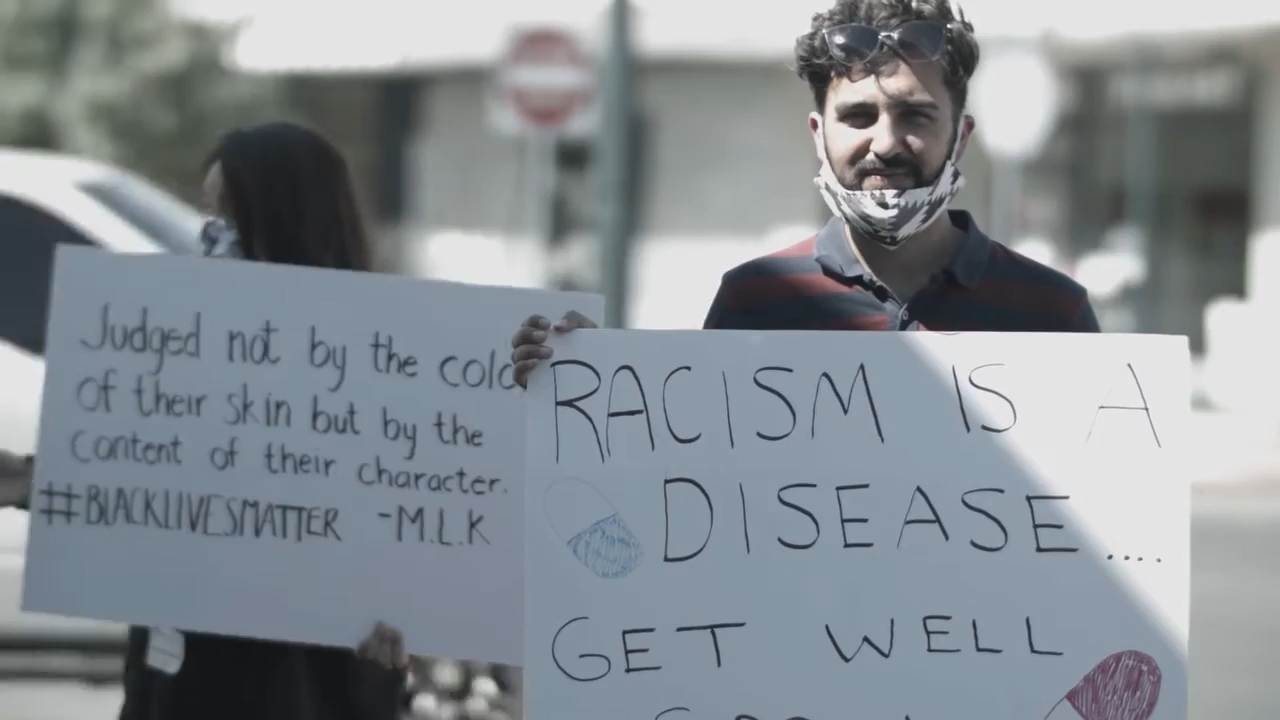 Judged not by the colo
of their skin but by the
content of their character.
#BLACKLIVESMATTER -M.L.K
RACISM IS A
DISEASE....
GET WELL